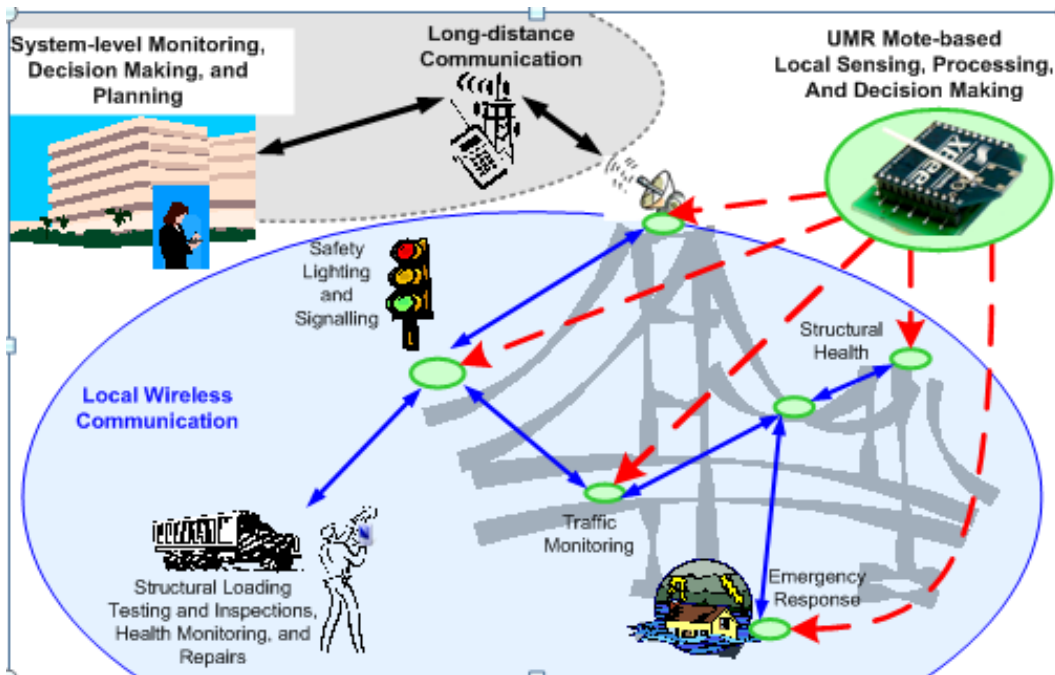 System-level Monitoring,
Decision Making, and
Planning
Long-distance
Communication
UMR Mote-based
Local Sensing, Processing,
And Decision Making
Safety
Lighting
and
Signalling
Structural
Health
Local Wireless
Communication
Traffic
Monitoring
Structural Loading
Testing and Inspections,
Health Monitoring, and
Repairs
Emergency
Response